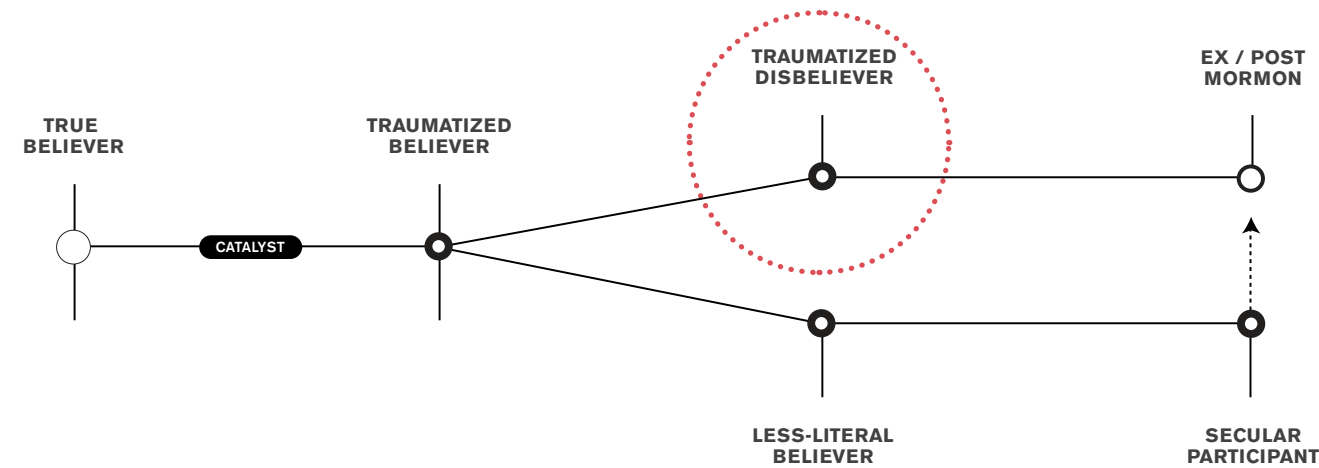 TRUE
BELIEVER
CATALYST
TRAUMATIZED
BELIEVER
TRAUMATIZED
DISBELIEVER
EX / POST
MORMON
LESS-LITERAL
BELIEVER
SECULAR
PARTICIPANT